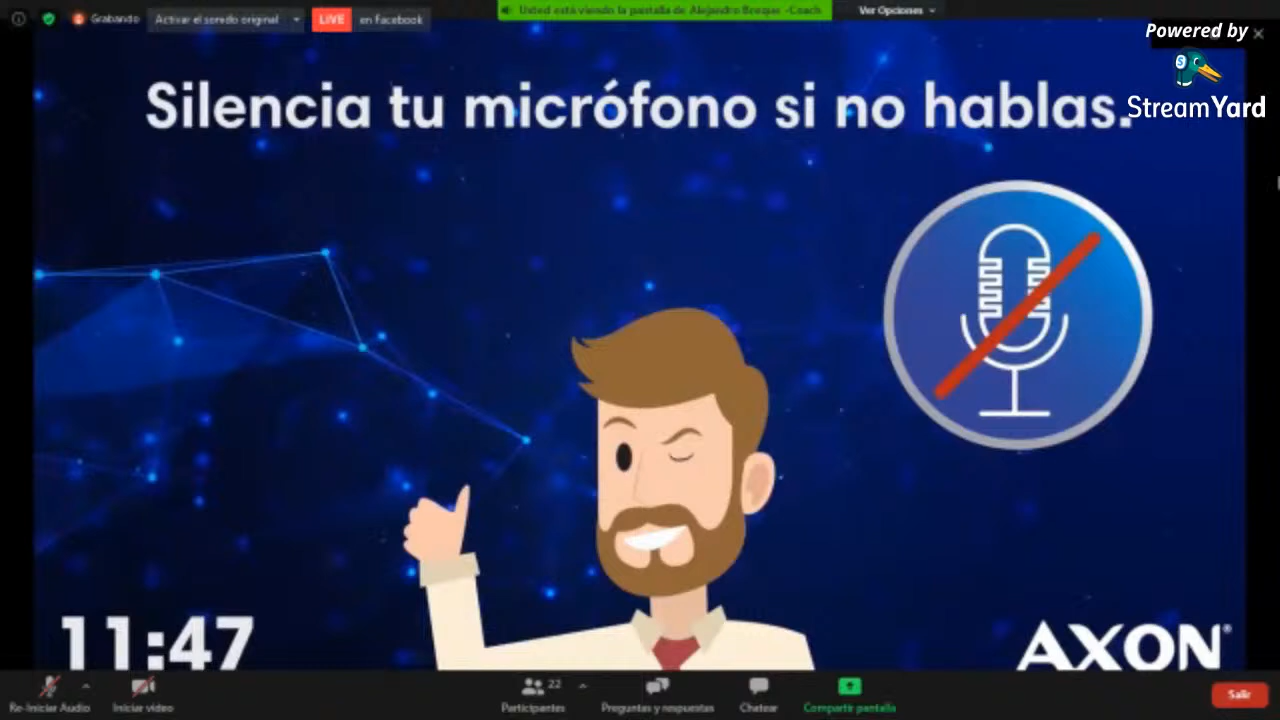 Grabando
Activar el sonido original
LIVE en Facebook
Usted está viendo la pantalla de Alejandro Breque -Coach
Ver Opciones
Powered by
StreamYard
Silencia tu micrófono si no hablas.
11:47
AXON®
Re-Iniciar Audio
Iniciar video
22
Participantes
Preguntas y respuestas
Chatear
Compartir pantalla
Salir